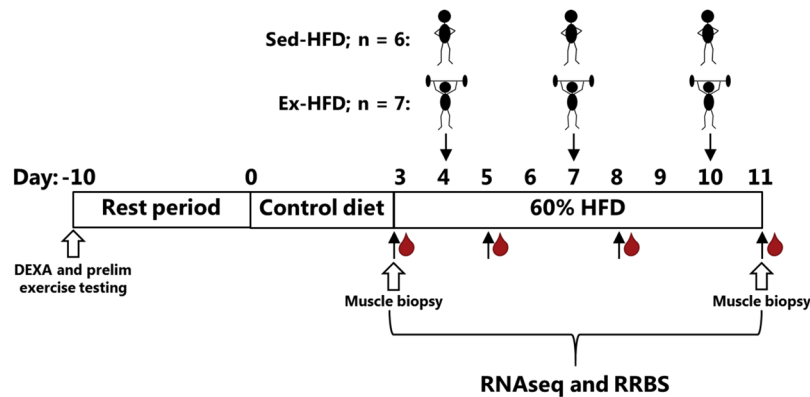 Sed-HFD; n = 6:
Ex-HFD; n = 7:
Day: -10 0 3 4 5 6 7 8 9 10 11
Rest period Control diet 60% HFD
DEXA and prelim
exercise testing
Muscle biopsy Muscle biopsy
RNAseq and RRBS